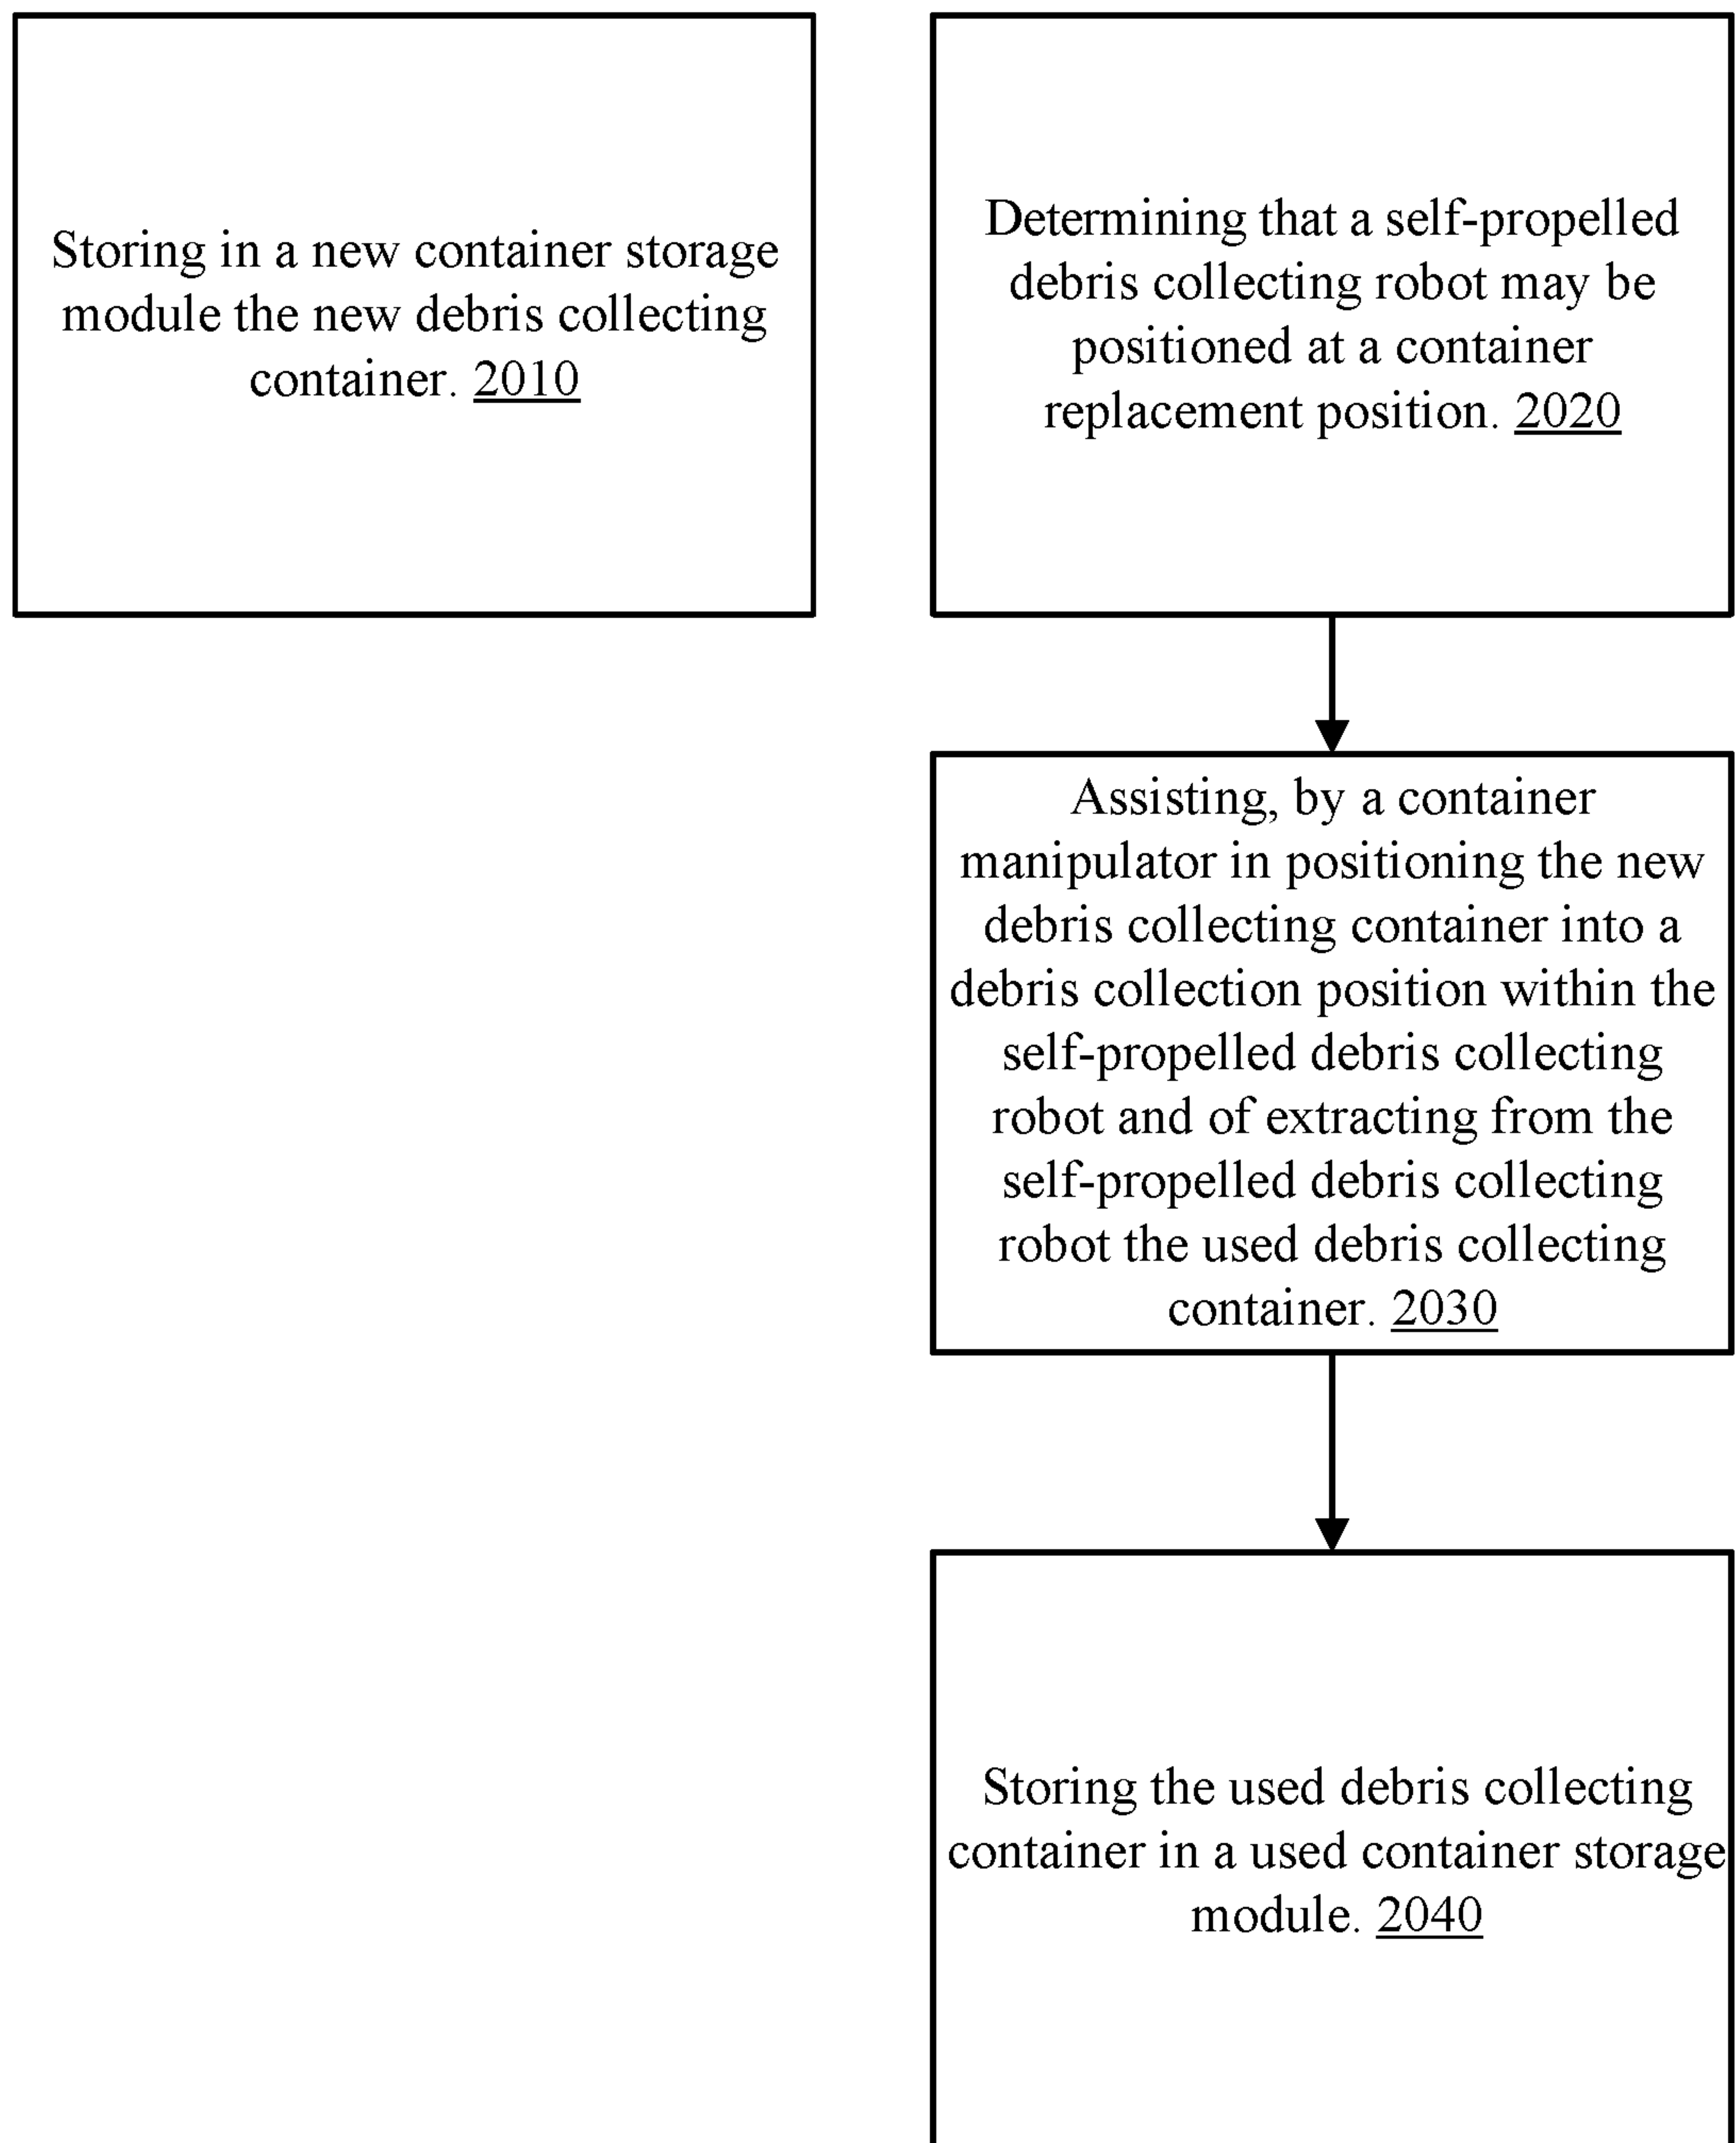 Storing in a new container storage
module the new debris collecting
container. 2010
Determining that a self-propelled
debris collecting robot may be
positioned at a container
replacement position. 2020
Assisting, by a container
manipulator in positioning the new
debris collecting container into a
debris collection position within the
self-propelled debris collecting
robot and of extracting from the
self-propelled debris collecting
robot the used debris collecting
container. 2030
Storing the used debris collecting
container in a used container storage
module. 2040